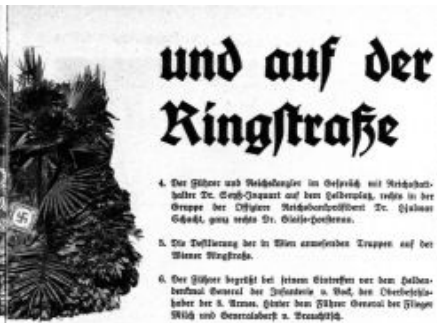 und auf der
Ringstraße
4. Der Führer und Reichskanzler im Gespräch mit Reichsstatt-
halter Dr. Seyß-Inquart auf dem Heldenplatz, rechts in der
Gruppe der Offiziere Reichsbankpräsident Dr. Hjalmar
Schacht, ganz rechts Dr. Glaise-Horstenau.
5. Die Defilierung der in Wien anwesenden Truppen auf der
Wiener Ringstraße.
6. Der Führer begrüßt bei seinem Eintreffen vor dem Helden-
denkmal General der Infanterie v. Bock, den Oberbefehls-
haber der 8. Armee. Hinter dem Führer General der Flieger
Milch und Generaloberst v. Brauchitsch.